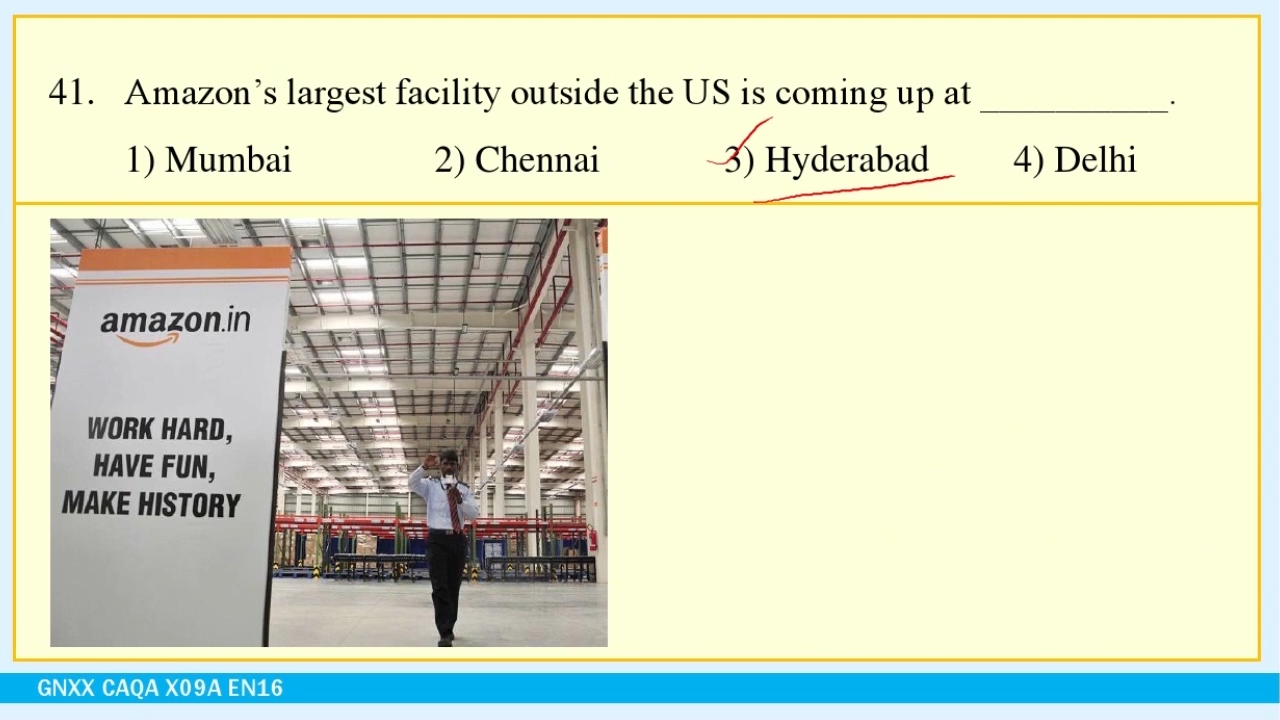 41. Amazon’s largest facility outside the US is coming up at __________.
1) Mumbai 2) Chennai 3) Hyderabad 4) Delhi
amazon.in
WORK HARD,
HAVE FUN,
MAKE HISTORY
GNXX CAQA X09A EN16